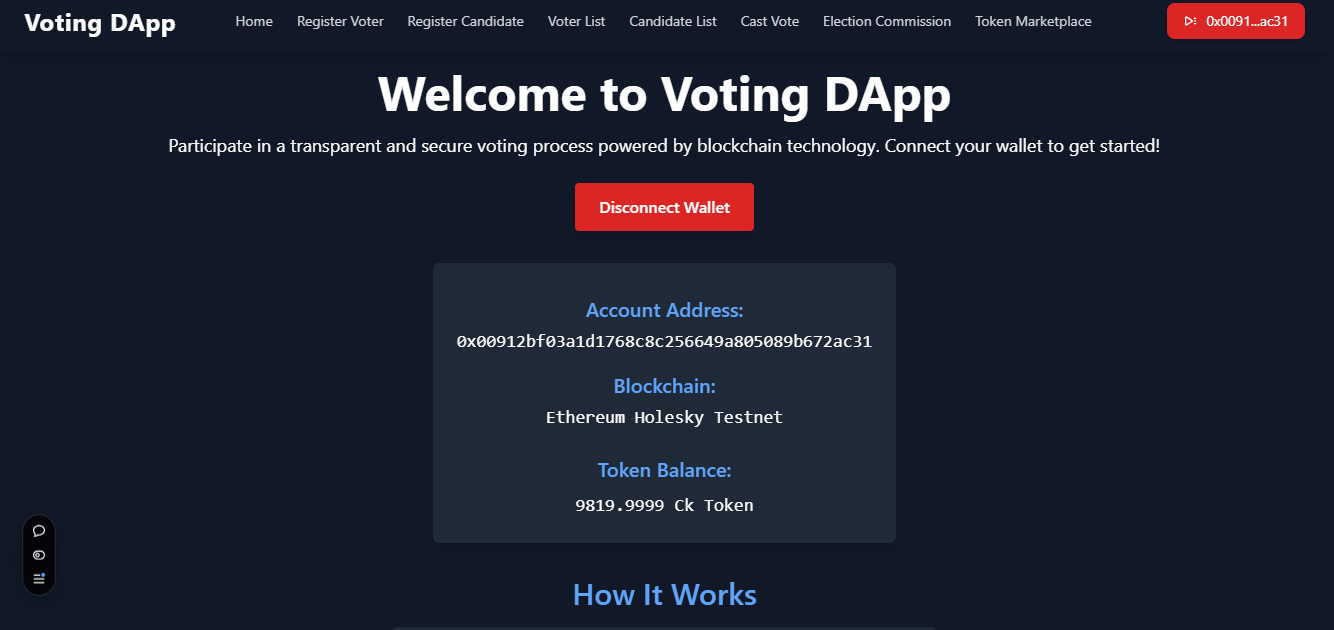 Voting DApp
Home
Register Voter
Register Candidate
Voter List
Candidate List
Cast Vote
Election Commission
Token Marketplace
0x0091...ac31
Welcome to Voting DApp
Participate in a transparent and secure voting process powered by blockchain technology. Connect your wallet to get started!
Disconnect Wallet
Account Address:
0x00912bf03a1d1768c8c256649a805089b672ac31
Blockchain:
Ethereum Holesky Testnet
Token Balance:
9819.9999 Ck Token
How It Works